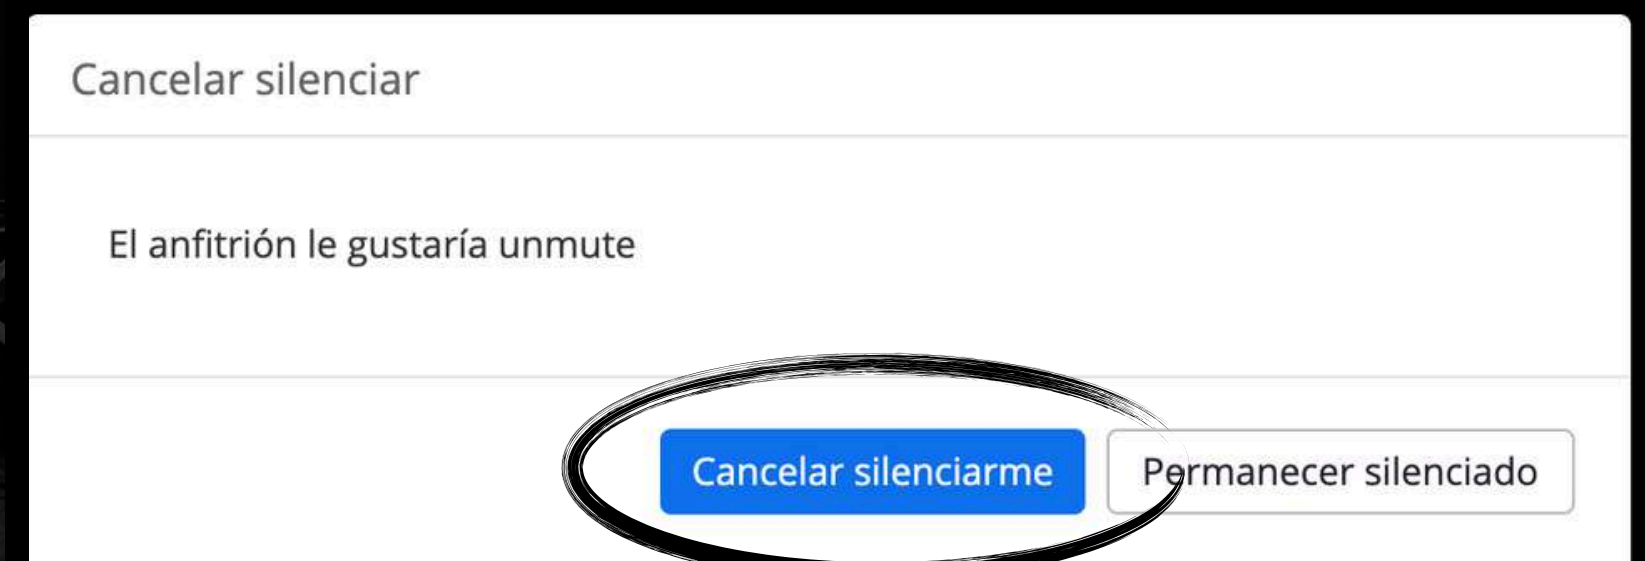 Cancelar silenciar
El anfitrión le gustaría unmute
Cancelar silenciarme
Permanecer silenciado